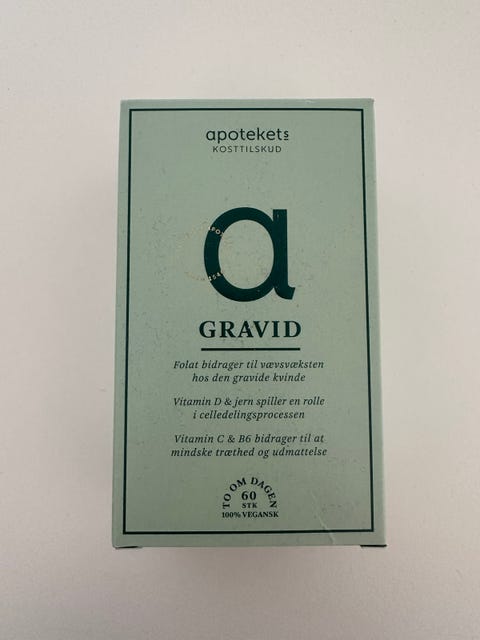 apotekets
KOSTTILSKUD
a
GRAVID
Folat bidrager til vævsvæksten
hos den gravide kvinde
Vitamin D & jern spiller en rolle
i celledelingsprocessen
Vitamin C & B6 bidrager til at
mindske træthed og udmattelse
TO OM DAGEN
60
STK
100% VEGANSK